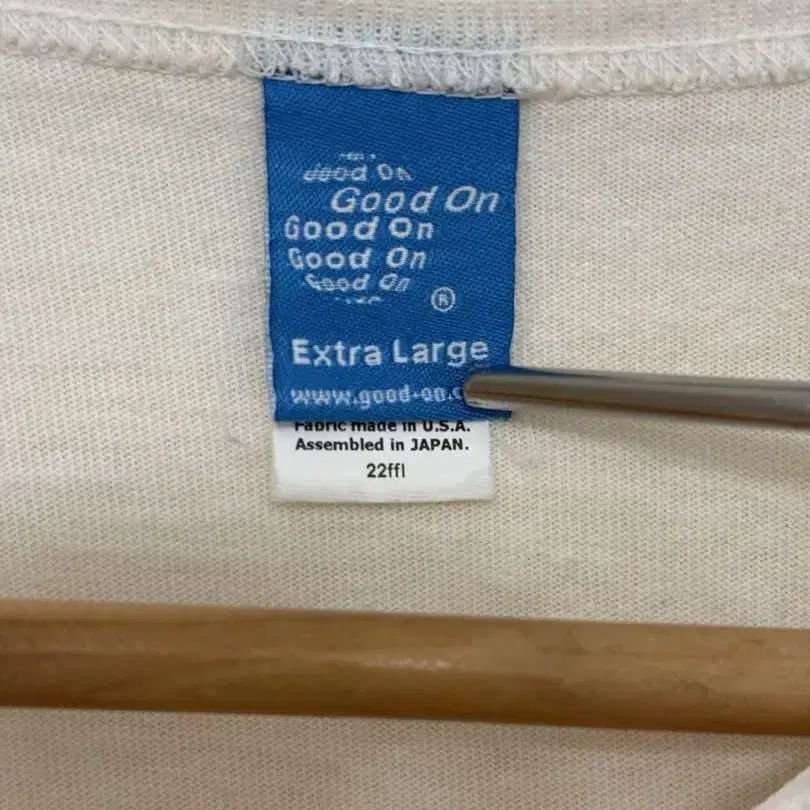 Good On
Good On
Good On
Good On
Good On
®
Extra Large
www.good-on.c
Fabric made in U.S.A.
Assembled in JAPAN.
22ffl